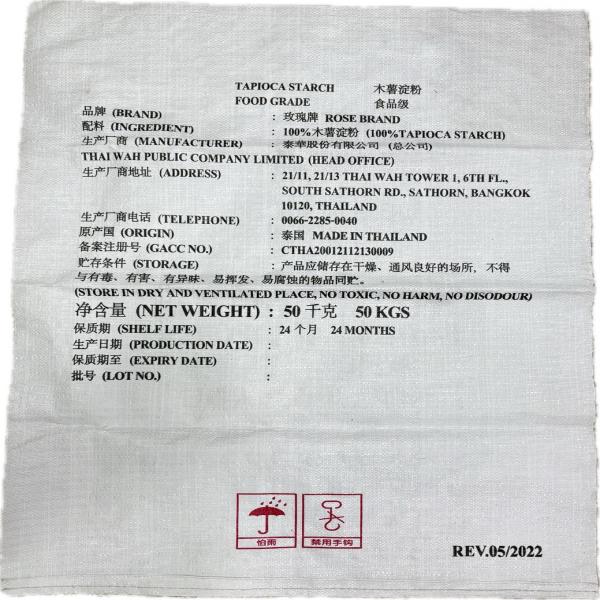 TAPIOCA STARCH 木薯淀粉
FOOD GRADE 食品级
品牌 (BRAND) : 玫瑰牌 ROSE BRAND
配料 (INGREDIENT) : 100%木薯淀粉 (100%TAPIOCA STARCH)
生产厂商 (MANUFACTURER) : 泰華股份有限公司 (总公司)
THAI WAH PUBLIC COMPANY LIMITED (HEAD OFFICE)
生产厂商地址 (ADDRESS) : 21/11, 21/13 THAI WAH TOWER 1, 6TH FL.,
SOUTH SATHORN RD., SATHORN, BANGKOK
10120, THAILAND
生产厂商电话 (TELEPHONE) : 0066-2285-0040
原产国 (ORIGIN) : 泰国 MADE IN THAILAND
备案注册号 (GACC NO.) : CTHA20012112130009
贮存条件 (STORAGE) : 产品应储存在干燥、通风良好的场所, 不得
与有毒、有害、有异味、易挥发、易腐蚀的物品同贮。
(STORE IN DRY AND VENTILATED PLACE, NO TOXIC, NO HARM, NO DISODOUR)
净含量 (NET WEIGHT) : 50 千克 50 KGS
保质期 (SHELF LIFE) : 24 个月 24 MONTHS
生产日期 (PRODUCTION DATE) :
保质期至 (EXPIRY DATE) :
批号 (LOT NO.) :
怕雨 禁用手钩
REV.05/2022